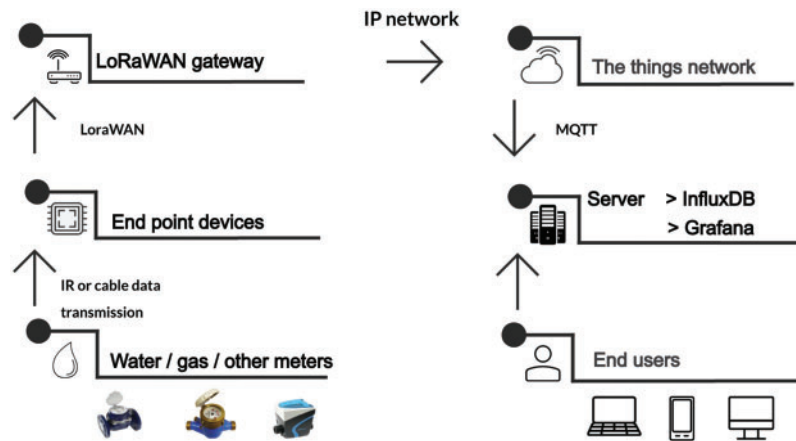 IP network
LoRaWAN gateway
The things network
LoraWAN
MQTT
End point devices
Server > InfluxDB
> Grafana
IR or cable data
transmission
Water / gas / other meters
End users